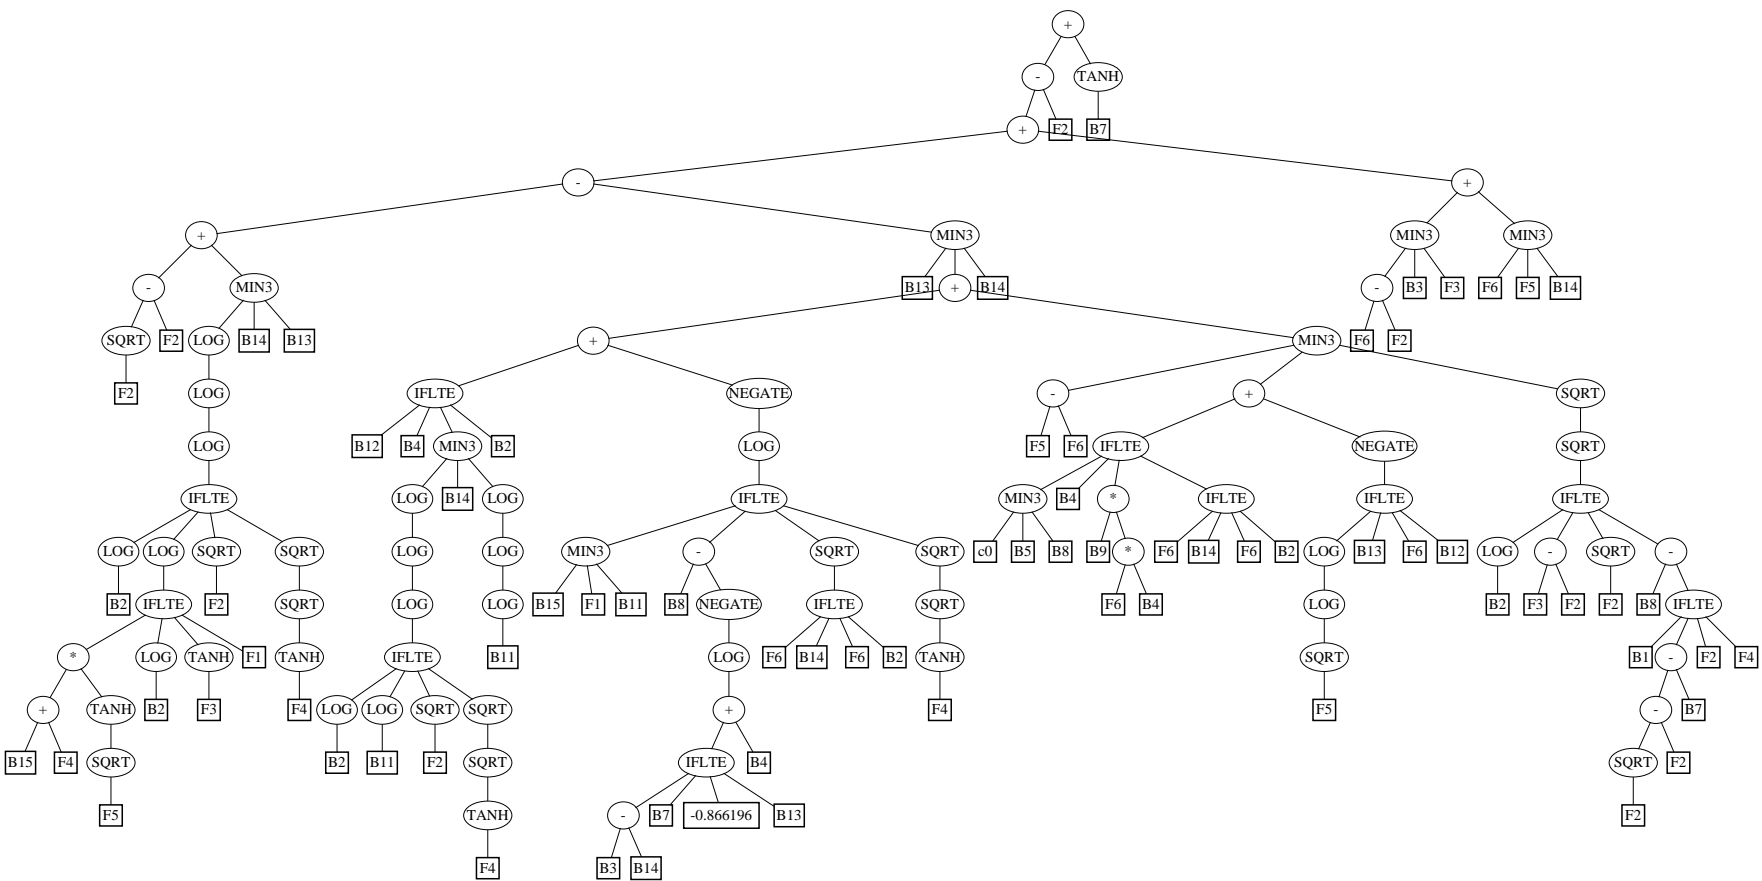 +
- TANH
+ F2 B7
- +
+ MIN3 MIN3 MIN3
- MIN3 B13 + B14 - B3 F3 F6 F5 B14
SQRT F2 LOG B14 B13 + MIN3 F6 F2
F2 LOG IFLTE NEGATE - + SQRT
LOG B12 B4 MIN3 B2 LOG F5 F6 IFLTE NEGATE SQRT
IFLTE LOG B14 LOG IFLTE MIN3 B4 * IFLTE IFLTE IFLTE
LOG LOG SQRT SQRT LOG LOG MIN3 - SQRT SQRT c0 B5 B8 B9 * F6 B14 F6 B2 LOG B13 F6 B12 LOG - SQRT -
B2 IFLTE F2 SQRT LOG LOG B15 F1 B11 B8 NEGATE IFLTE SQRT F6 B4 LOG B2 F3 F2 F2 B8 IFLTE
* LOG TANH F1 TANH IFLTE B11 LOG F6 B14 F6 B2 TANH SQRT B1 - F2 F4
+ TANH B2 F3 F4 LOG LOG SQRT SQRT + F4 F5 - B7
B15 F4 SQRT B2 B11 F2 SQRT IFLTE B4 SQRT F2
F5 TANH - B7 -0.866196 B13 F2
F4 B3 B14